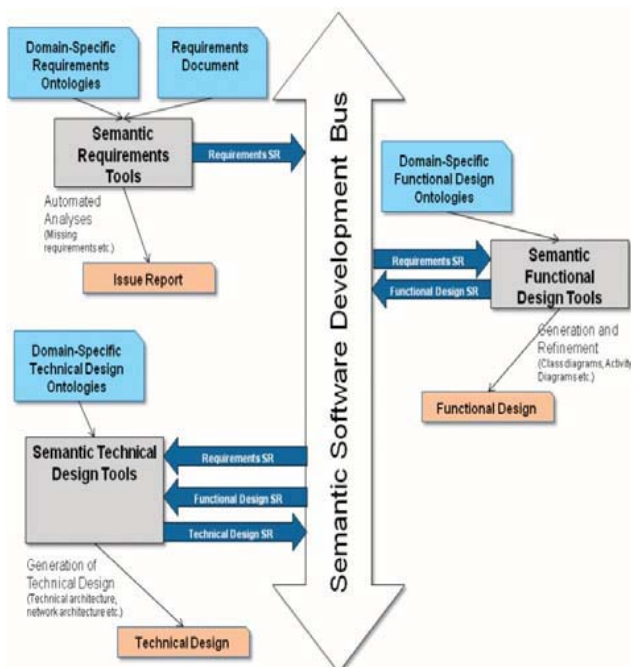 Domain-Specific
Requirements
Ontologies
Requirements
Document
Semantic
Requirements
Tools
Requirements SR
Automated
Analyses
(Missing
requirements etc.)
Issue Report
Semantic Software Development Bus
Domain-Specific
Functional Design
Ontologies
Requirements SR
Functional Design SR
Semantic
Functional
Design Tools
Generation and
Refinement
(Class diagrams, Activity
Diagrams etc.)
Functional Design
Domain-Specific
Technical Design
Ontologies
Semantic Technical
Design Tools
Requirements SR
Functional Design SR
Technical Design SR
Generation of
Technical Design
(Technical architecture,
network architecture etc.)
Technical Design